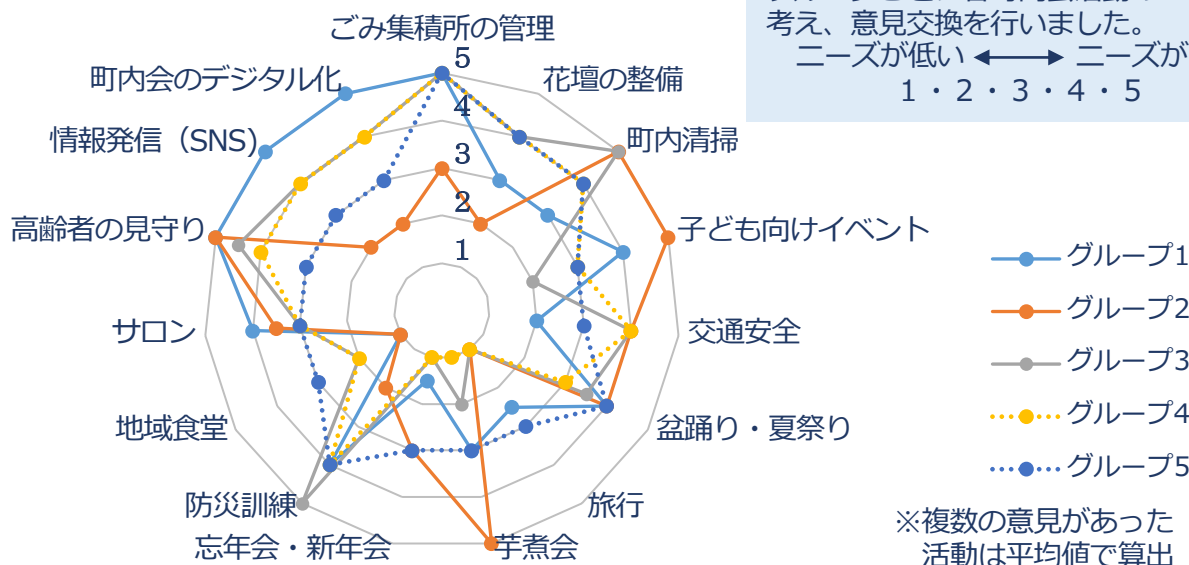 考え、意見交換を行いました。
ニーズが低い ⟷ ニーズが
1・2・3・4・5
ごみ集積所の管理
花壇の整備
町内清掃
子ども向けイベント
交通安全
盆踊り・夏祭り
旅行
芋煮会
忘年会・新年会
防災訓練
地域食堂
サロン
高齢者の見守り
情報発信（SNS)
町内会のデジタル化
5
4
3
2
1
グループ1
グループ2
グループ3
グループ4
グループ5
※複数の意見があった
活動は平均値で算出